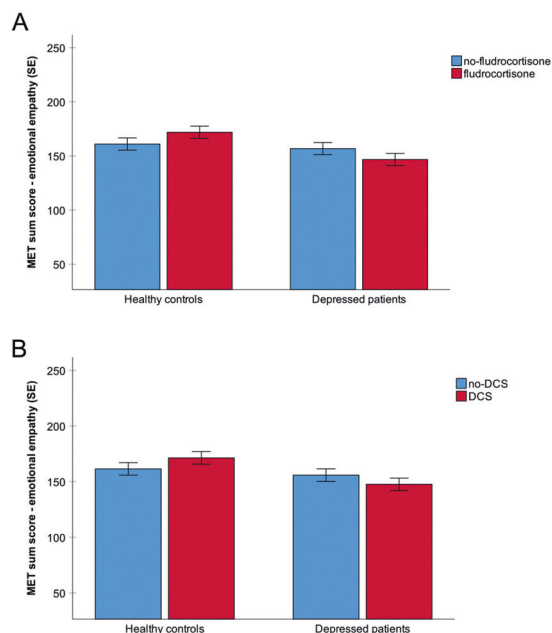 A
MET sum score - emotional empathy (SE)
250
200
150
100
50
no-fludrocortisone
fludrocortisone
Healthy controls
Depressed patients
B
MET sum score - emotional empathy (SE)
250
200
150
100
50
no-DCS
DCS
Healthy controls
Depressed patients